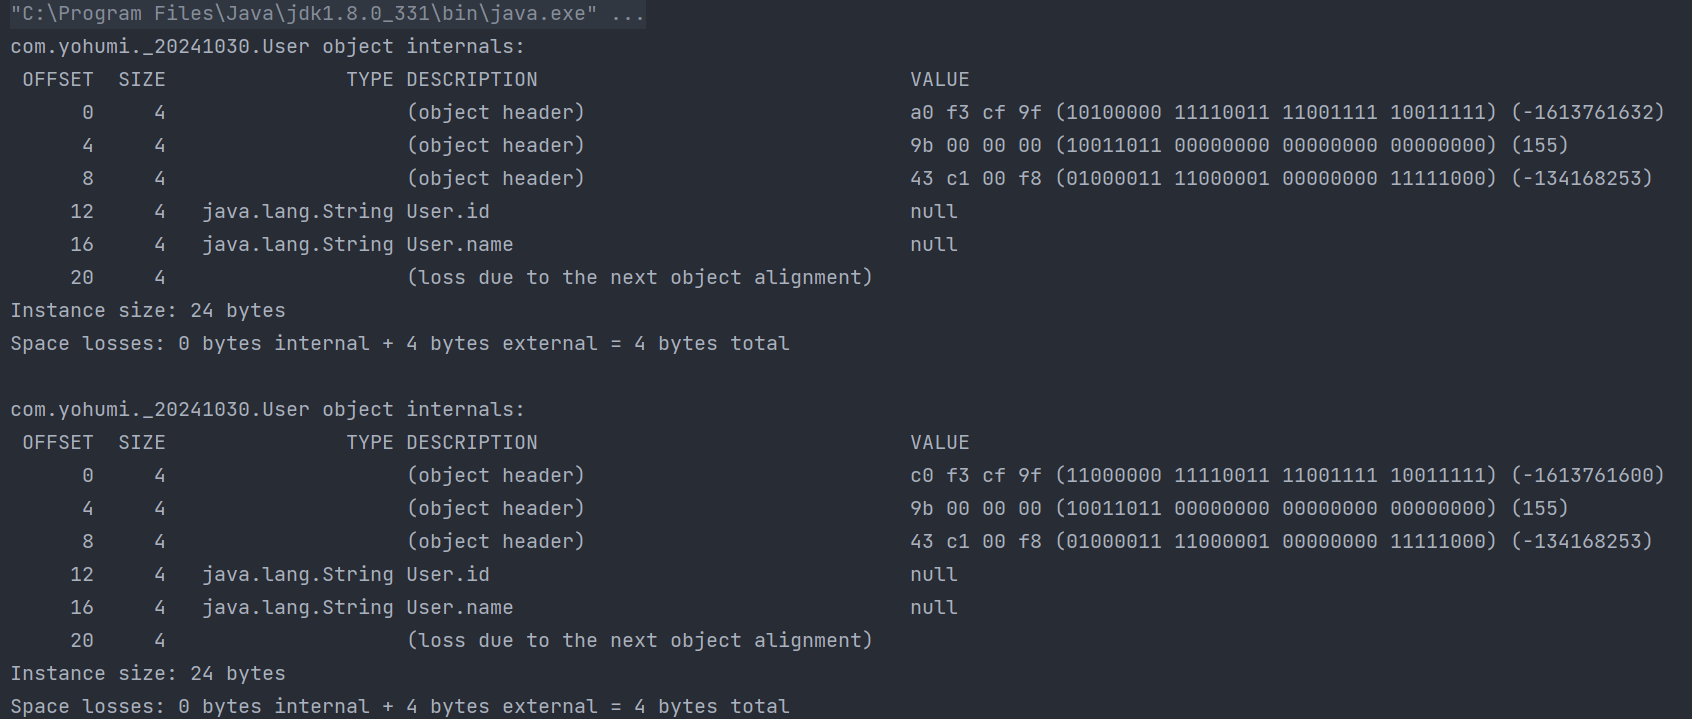 "C:\Program Files\Java\jdk1.8.0_331\bin\java.exe" ...
com.yohumi._20241030.User object internals:
 OFFSET  SIZE               TYPE DESCRIPTION                               VALUE
      0     4                    (object header)                           a0 f3 cf 9f (10100000 11110011 11001111 10011111) (-1613761632)
      4     4                    (object header)                           9b 00 00 00 (10011011 00000000 00000000 00000000) (155)
      8     4                    (object header)                           43 c1 00 f8 (01000011 11000001 00000000 11111000) (-134168253)
     12     4   java.lang.String User.id                                   null
     16     4   java.lang.String User.name                                 null
     20     4                    (loss due to the next object alignment)
Instance size: 24 bytes
Space losses: 0 bytes internal + 4 bytes external = 4 bytes total

com.yohumi._20241030.User object internals:
 OFFSET  SIZE               TYPE DESCRIPTION                               VALUE
      0     4                    (object header)                           c0 f3 cf 9f (11000000 11110011 11001111 10011111) (-1613761600)
      4     4                    (object header)                           9b 00 00 00 (10011011 00000000 00000000 00000000) (155)
      8     4                    (object header)                           43 c1 00 f8 (01000011 11000001 00000000 11111000) (-134168253)
     12     4   java.lang.String User.id                                   null
     16     4   java.lang.String User.name                                 null
     20     4                    (loss due to the next object alignment)
Instance size: 24 bytes
Space losses: 0 bytes internal + 4 bytes external = 4 bytes total